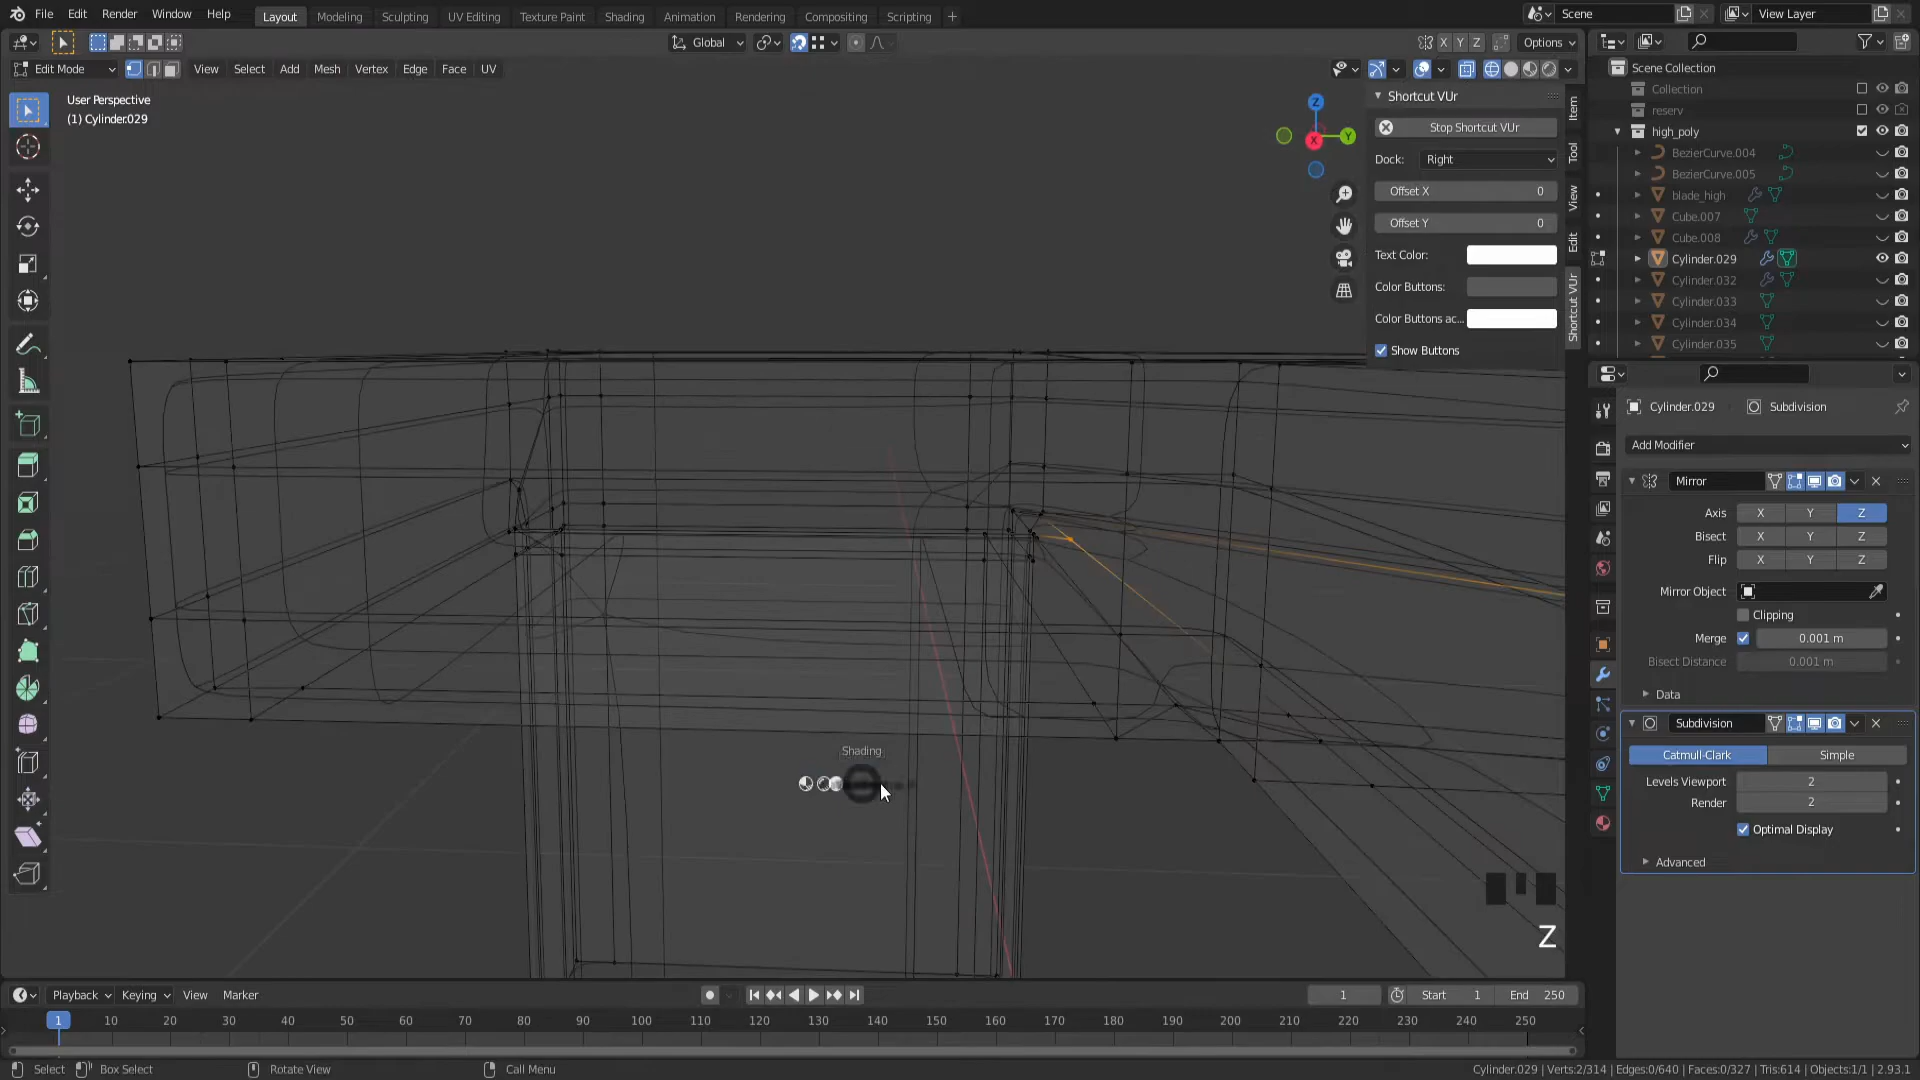 File Edit Render Window Help Layout Modeling Sculpting UV Editing Texture Paint Shading Animation Rendering Compositing Scripting + Scene View Layer
Global X Y Z Options
Edit Mode View Select Add Mesh Vertex Edge Face UV
User Perspective
(1) Cylinder.029
Z
Y
X
Shortcut VUr
Stop Shortcut VUr
Dock: Right
Offset X 0
Offset Y 0
Text Color:
Color Buttons:
Color Buttons ac...
Show Buttons
Item
Tool
View
Edit
Shortcut VUr
Scene Collection
Collection
reserv
high_poly
BezierCurve.004
BezierCurve.005
blade_high
Cube.007
Cube.008
Cylinder.029
Cylinder.032
Cylinder.033
Cylinder.034
Cylinder.035
Cylinder.029 Subdivision
Add Modifier
Mirror
Axis X Y Z
Bisect X Y Z
Flip X Y Z
Mirror Object
Clipping
Merge 0.001 m
Bisect Distance 0.001 m
Data
Subdivision
Catmull-Clark Simple
Levels Viewport 2
Render 2
Optimal Display
Advanced
Shading
Z
Playback Keying View Marker 1 Start 1 End 250
1 10 20 30 40 50 60 70 80 90 100 110 120 130 140 150 160 170 180 190 200 210 220 230 240 250
Select Box Select Rotate View Call Menu Cylinder.029 | Verts:2/314 | Edges:0/640 | Faces:0/327 | Tris:614 | Objects:1/1 | 2.93.1